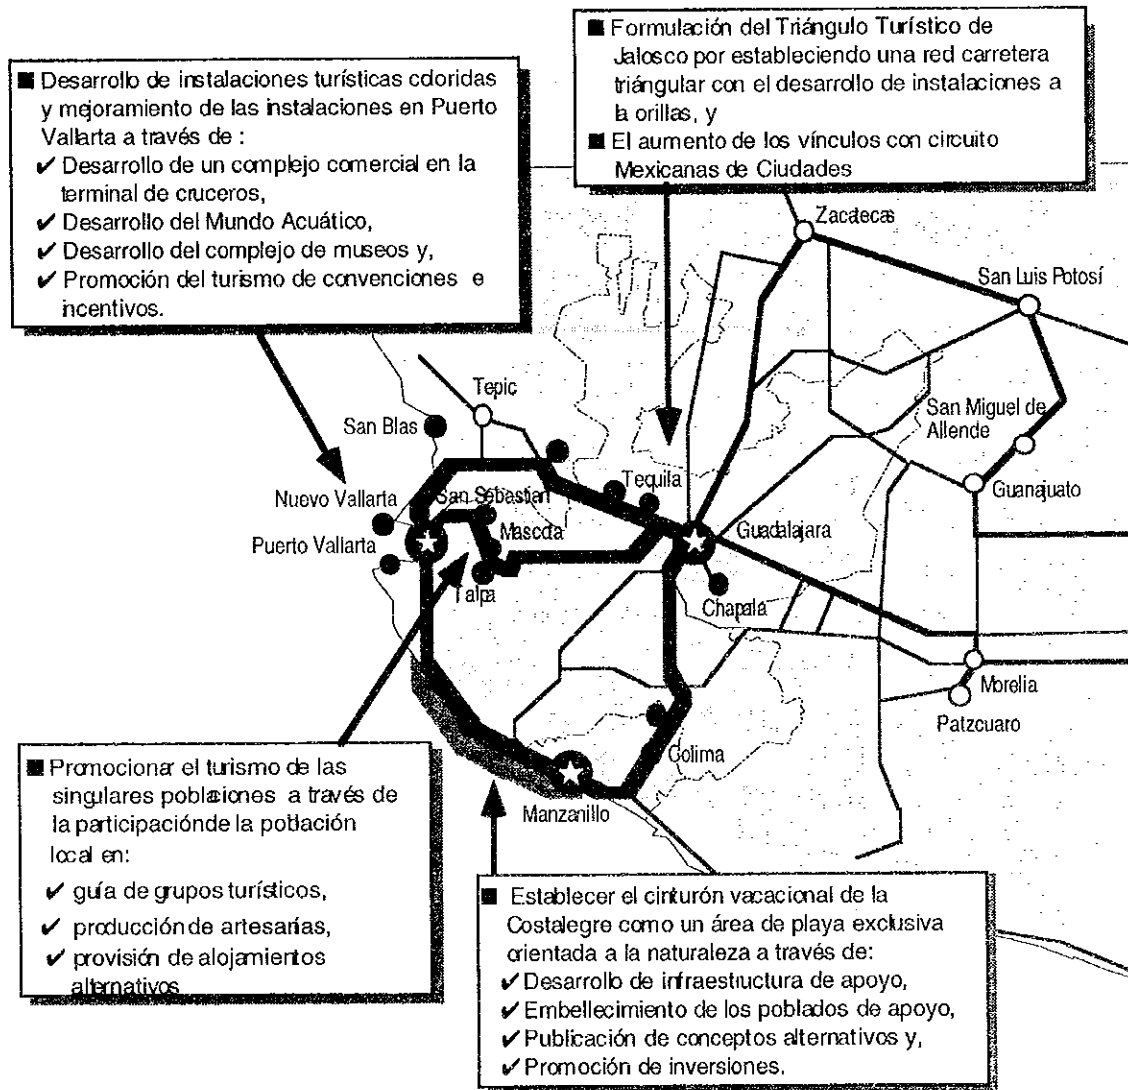 ■ Desarrollo de instalaciones turísticas coloridas
y mejoramiento de las instalaciones en Puerto
Vallarta a través de :
✔ Desarrollo de un complejo comercial en la
terminal de cruceros,
✔ Desarrollo del Mundo Acuático,
✔ Desarrollo del complejo de museos y,
✔ Promoción del turismo de convenciones e
incentivos.
■ Formulación del Triángulo Turístico de
Jalosco por estableciendo una red carretera
triángular con el desarrollo de instalaciones a
la orillas, y
■ El aumento de los vínculos con circuito
Mexicanas de Ciudades
Zacatecas
San Luis Potosí
Tepic
San Blas
San Miguel de
Allende
Tequila
Guanajuato
Nuevo Vallarta
San Sebastian
Mascota
Guadalajara
Puerto Vallarta
Talpa
Chapala
Morelia
Patzcuaro
Colima
Manzanillo
■ Promocionar el turismo de las
singulares poblaciones a través de
la participaciónde la población
local en:
✔ guía de grupos turísticos,
✔ producción de artesanías,
✔ provisión de alojamientos
alternativos
■ Establecer el cinturón vacacional de la
Costalegre como un área de playa exclusiva
orientada a la naturaleza a través de:
✔ Desarrollo de infraestructura de apoyo,
✔ Embellecimiento de los poblados de apoyo,
✔ Publicación de conceptos alternativos y,
✔ Promoción de inversiones.